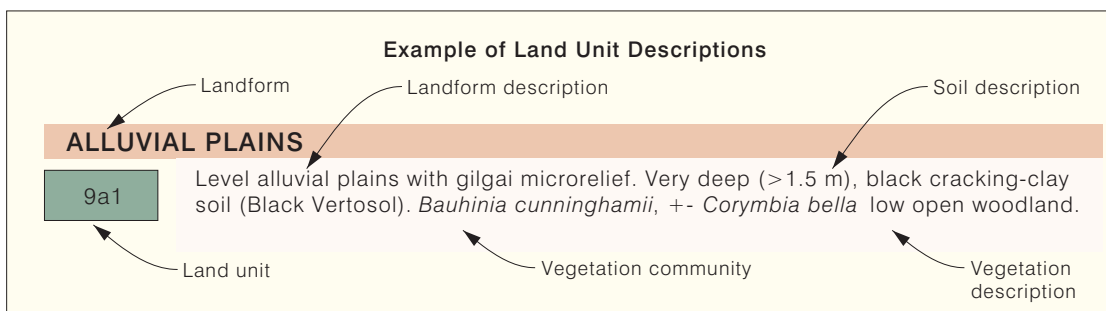 Example of Land Unit Descriptions
Landform
Landform description
Soil description
ALLUVIAL PLAINS
9a1
Level alluvial plains with gilgai microrelief. Very deep (>1.5 m), black cracking-clay
soil (Black Vertosol). Bauhinia cunninghamii, +- Corymbia bella low open woodland.
Land unit
Vegetation community
Vegetation
description